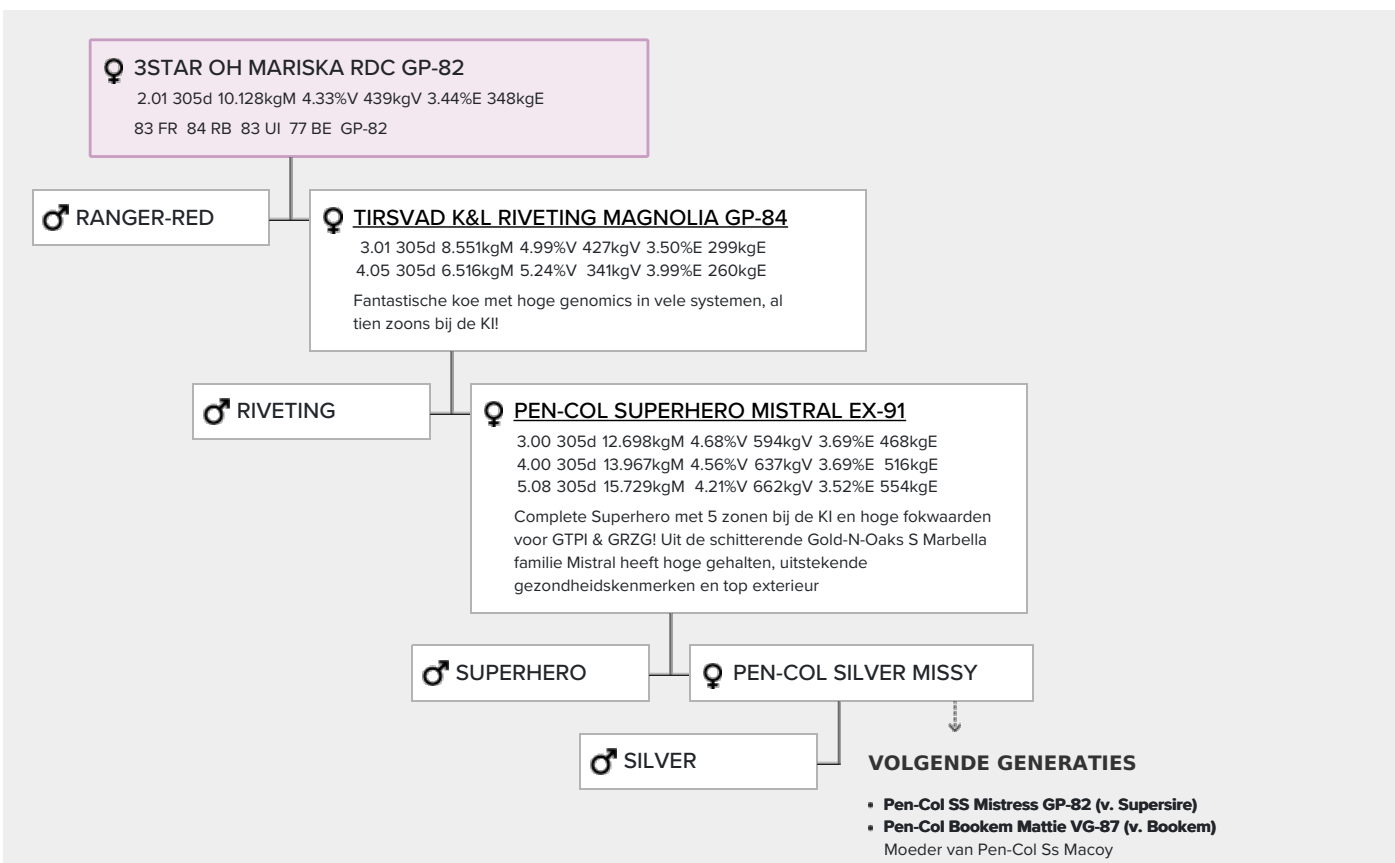 3STAR OH MARISKA RDC GP-82
2.01 305d 10.128kgM 4.33%V 439kgV 3.44%E 348kgE
83 FR 84 RB 83 UI 77 BE GP-82
RANGER-RED
TIRSVAD K&L RIVETING MAGNOLIA GP-84
3.01 305d 8.551kgM 4.99%V 427kgV 3.50%E 299kgE
4.05 305d 6.516kgM 5.24%V 341kgV 3.99%E 260kgE
Fantastische koe met hoge genomics in vele systemen, al
tien zoons bij de KI!
RIVETING
PEN-COL SUPERHERO MISTRAL EX-91
3.00 305d 12.698kgM 4.68%V 594kgV 3.69%E 468kgE
4.00 305d 13.967kgM 4.56%V 637kgV 3.69%E 516kgE
5.08 305d 15.729kgM 4.21%V 662kgV 3.52%E 554kgE
Complete Superhero met 5 zonen bij de KI en hoge fokwaarden
voor GTPI & GRZG! Uit de schitterende Gold-N-Oaks S Marbella
familie Mistral heeft hoge gehalten, uitstekende
gezondheidskenmerken en top exterieur
SUPERHERO
PEN-COL SILVER MISSY
SILVER
VOLGENDE GENERATIES
• Pen-Col SS Mistress GP-82 (v. Supersire)
• Pen-Col Bookem Mattie VG-87 (v. Bookem)
Moeder van Pen-Col Ss Macoy